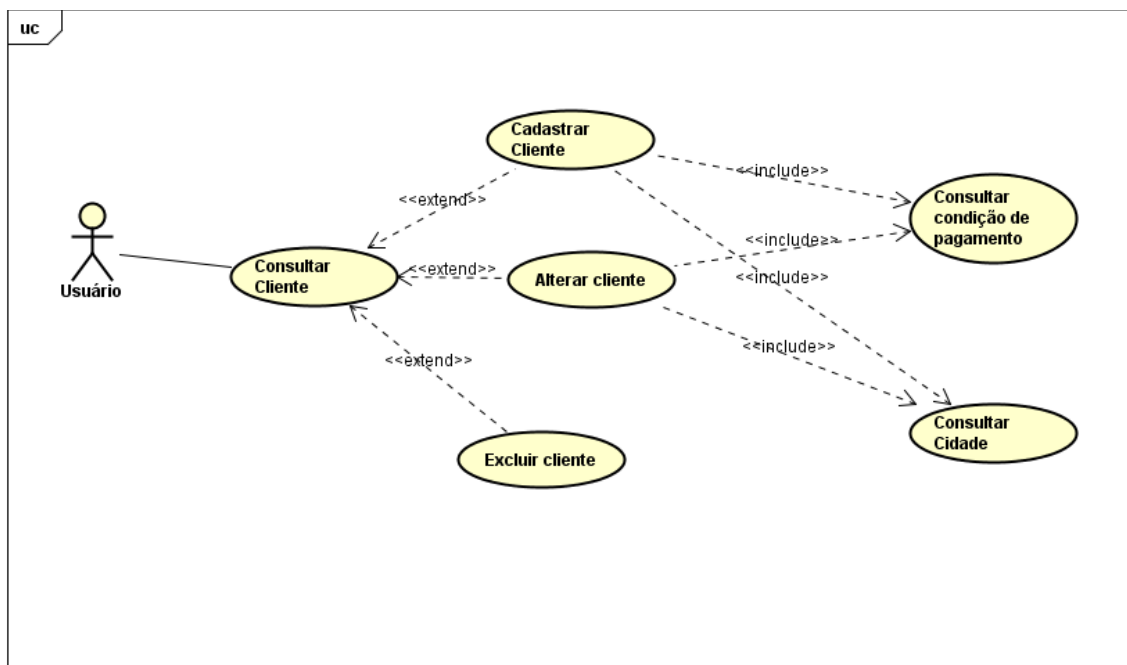 uc
Cadastrar
Cliente
<<include>>
Consultar
condição de
pagamento
<<extend>>
<<include>>
Usuário
Consultar
Cliente
<<extend>>
Alterar cliente
<<include>>
<<include>>
<<extend>>
Consultar
Cidade
Excluir cliente